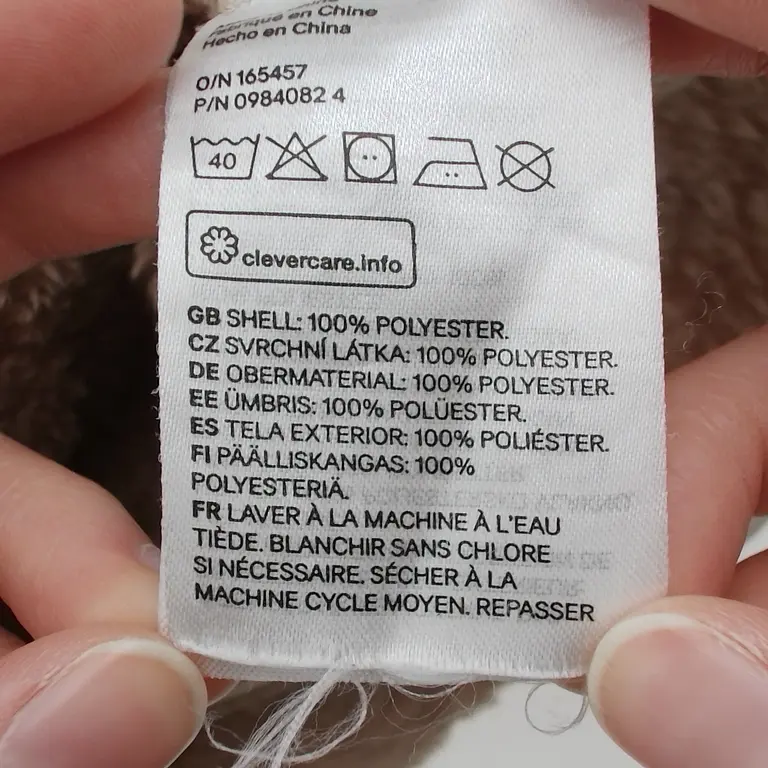 Fabriqué en Chine
Hecho en China
O/N 165457
P/N 0984082 4
40
clevercare.info
GB SHELL: 100% POLYESTER.
CZ SVRCHNÍ LÁTKA: 100% POLYESTER.
DE OBERMATERIAL: 100% POLYESTER.
EE ÜMBRIS: 100% POLÜESTER.
ES TELA EXTERIOR: 100% POLIÉSTER.
FI PÄÄLLISKANGAS: 100%
POLYESTERIÄ.
FR LAVER À LA MACHINE À L'EAU
TIÈDE. BLANCHIR SANS CHLORE
SI NÉCESSAIRE. SÉCHER À LA
MACHINE CYCLE MOYEN. REPASSER